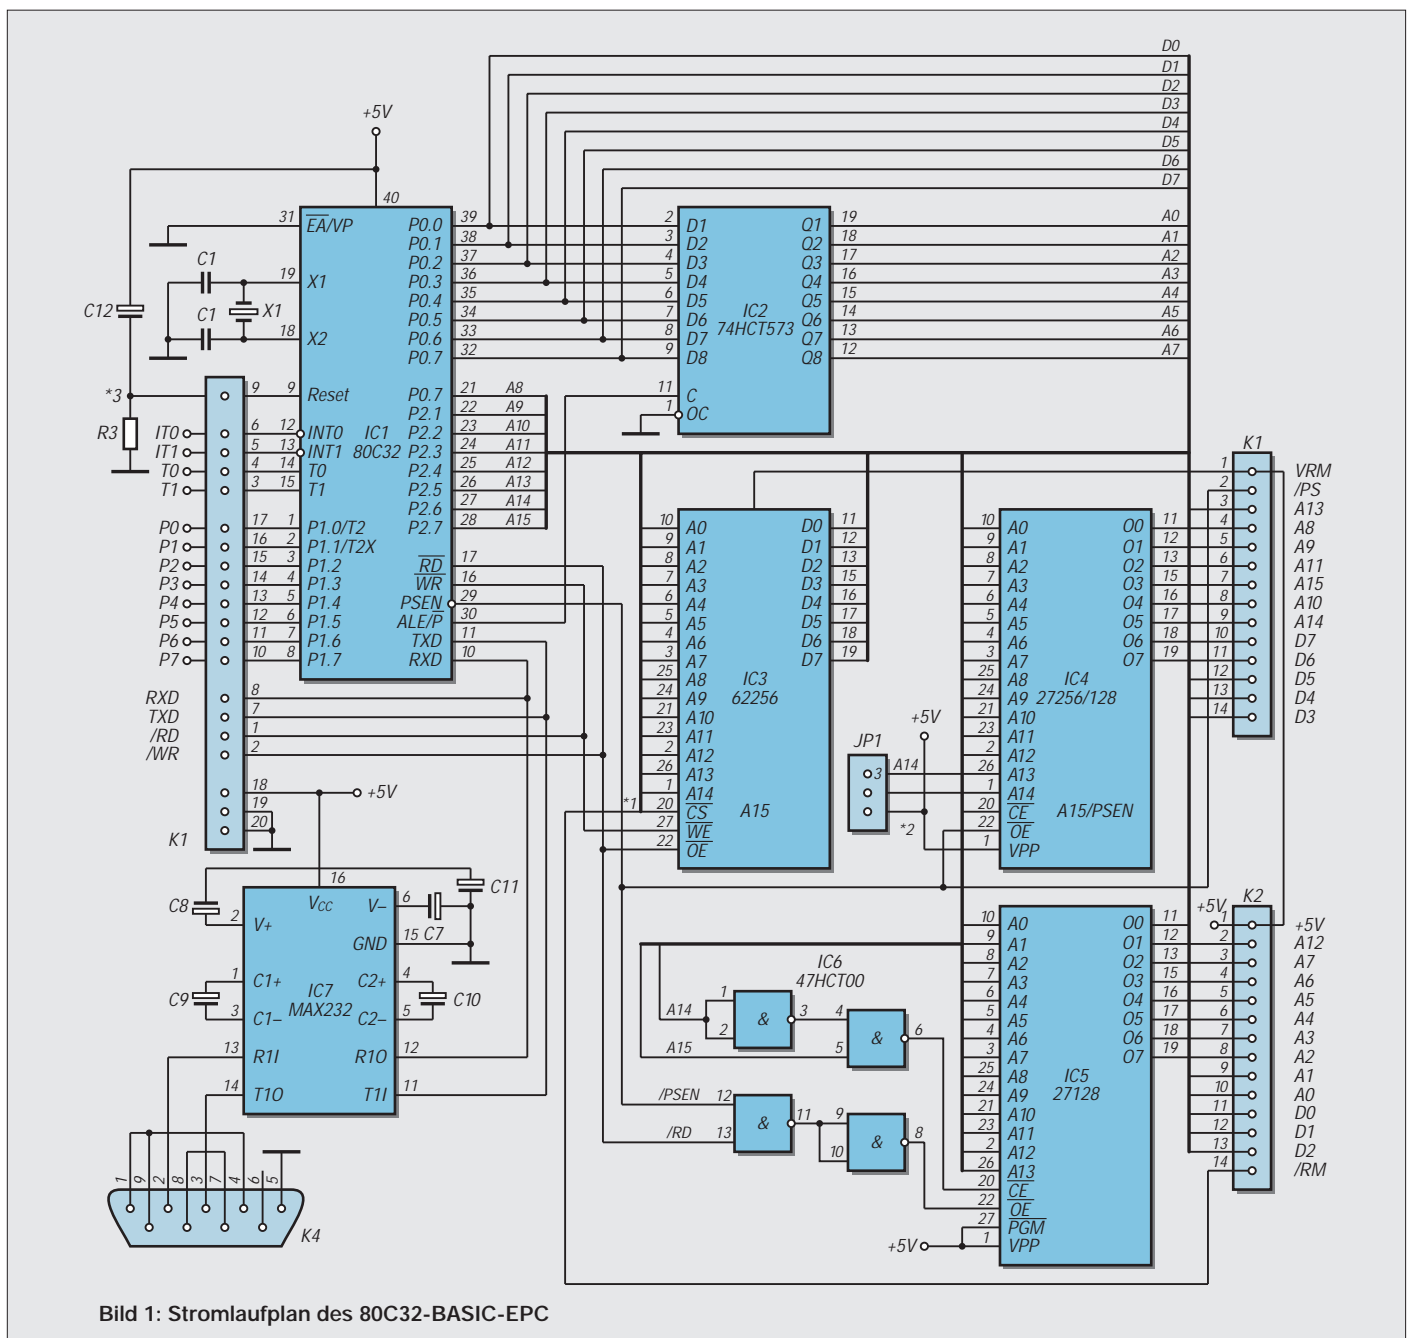 D0
D1
D2
D3
D4
D5
D6
D7
+5V
40
31 EA/VP P0.0 39
P0.1 38
P0.2 37
C1 19 X1 P0.3 36
C12 X1 P0.4 35
P0.5 34
C1 18 X2 P0.6 33
P0.7 32
2 D1 Q1 19 A0
3 D2 Q2 18 A1
4 D3 Q3 17 A2
5 D4 Q4 16 A3
6 D5 Q5 15 A4
7 D6 Q6 14 A5
8 D7 Q7 13 A6
9 D8 Q8 12 A7
IC2
74HCT573
11 C
1 OC
*3 9 9 Reset P0.7 21 A8
P2.1 22 A9
R3 IT0 6 12 INT0 IC1 P2.2 23 A10
IT1 5 13 INT1 80C32 P2.3 24 A11
T0 4 14 T0 P2.4 25 A12
T1 3 15 T1 P2.5 26 A13
P2.6 27 A14
P0 17 1 P1.0/T2 P2.7 28 A15
P1 16 2 P1.1/T2X
P2 15 3 P1.2 RD 17
P3 14 4 P1.3 WR 16
P4 13 5 P1.4 PSEN 29
P5 12 6 P1.5 ALE/P 30
P6 11 7 P1.6 TXD 11
P7 10 8 P1.7 RXD 10
RXD 8
TXD 7
/RD 1
/WR 2
18 +5V
19
20
K1
10 A0 D0 11
9 A1 D1 12
8 A2 D2 13
7 A3 D3 15
6 A4 D4 16
5 A5 D5 17
4 A6 D6 18
3 A7 D7 19
25 A8 IC3
24 A9 62256
21 A10
23 A11
2 A12
26 A13
1 A14
*1 20 CS A15
27 WE
22 OE
+5V
JP1
3 A14
*2
10 A0 O0 11
9 A1 O1 12
8 A2 O2 13
7 A3 O3 15
6 A4 O4 16
5 A5 O5 17
4 A6 O6 18
3 A7 O7 19
25 A8 IC4
24 A9 27256/128
21 A10
23 A11
2 A12
26 A13
1 A14
20 CE A15/PSEN
22 OE
1 VPP
K1
1 VRM
2 /PS
3 A13
4 A8
5 A9
6 A11
7 A15
8 A10
9 A14
10 D7
11 D6
12 D5
13 D4
14 D3
16
C8 VCC V– 6 C11
2 V+ C7
GND 15
1 C1+ C2+ 4
C9 IC7 C10
3 C1– MAX232 C2– 5
13 R1I R1O 12
14 T1O T1I 11
1 9 2 8 3 7 4 6 5
K4
IC6
47HCT00
A14 1 2 & 3 4
A15 5 & 6
/PSEN 12
/RD 13 & 11 9
10 & 8
10 A0 O0 11
9 A1 O1 12
8 A2 O2 13
7 A3 O3 15
6 A4 O4 16
5 A5 O5 17
4 A6 O6 18
3 A7 O7 19
25 A8 IC5
24 A9 27128
21 A10
23 A11
2 A12
26 A13
20 CE
22 OE
27 PGM
+5V 1 VPP
K2
+5V 1 +5V
2 A12
3 A7
4 A6
5 A5
6 A4
7 A3
8 A2
9 A1
10 A0
11 D0
12 D1
13 D2
14 /RM
Bild 1: Stromlaufplan des 80C32-BASIC-EPC